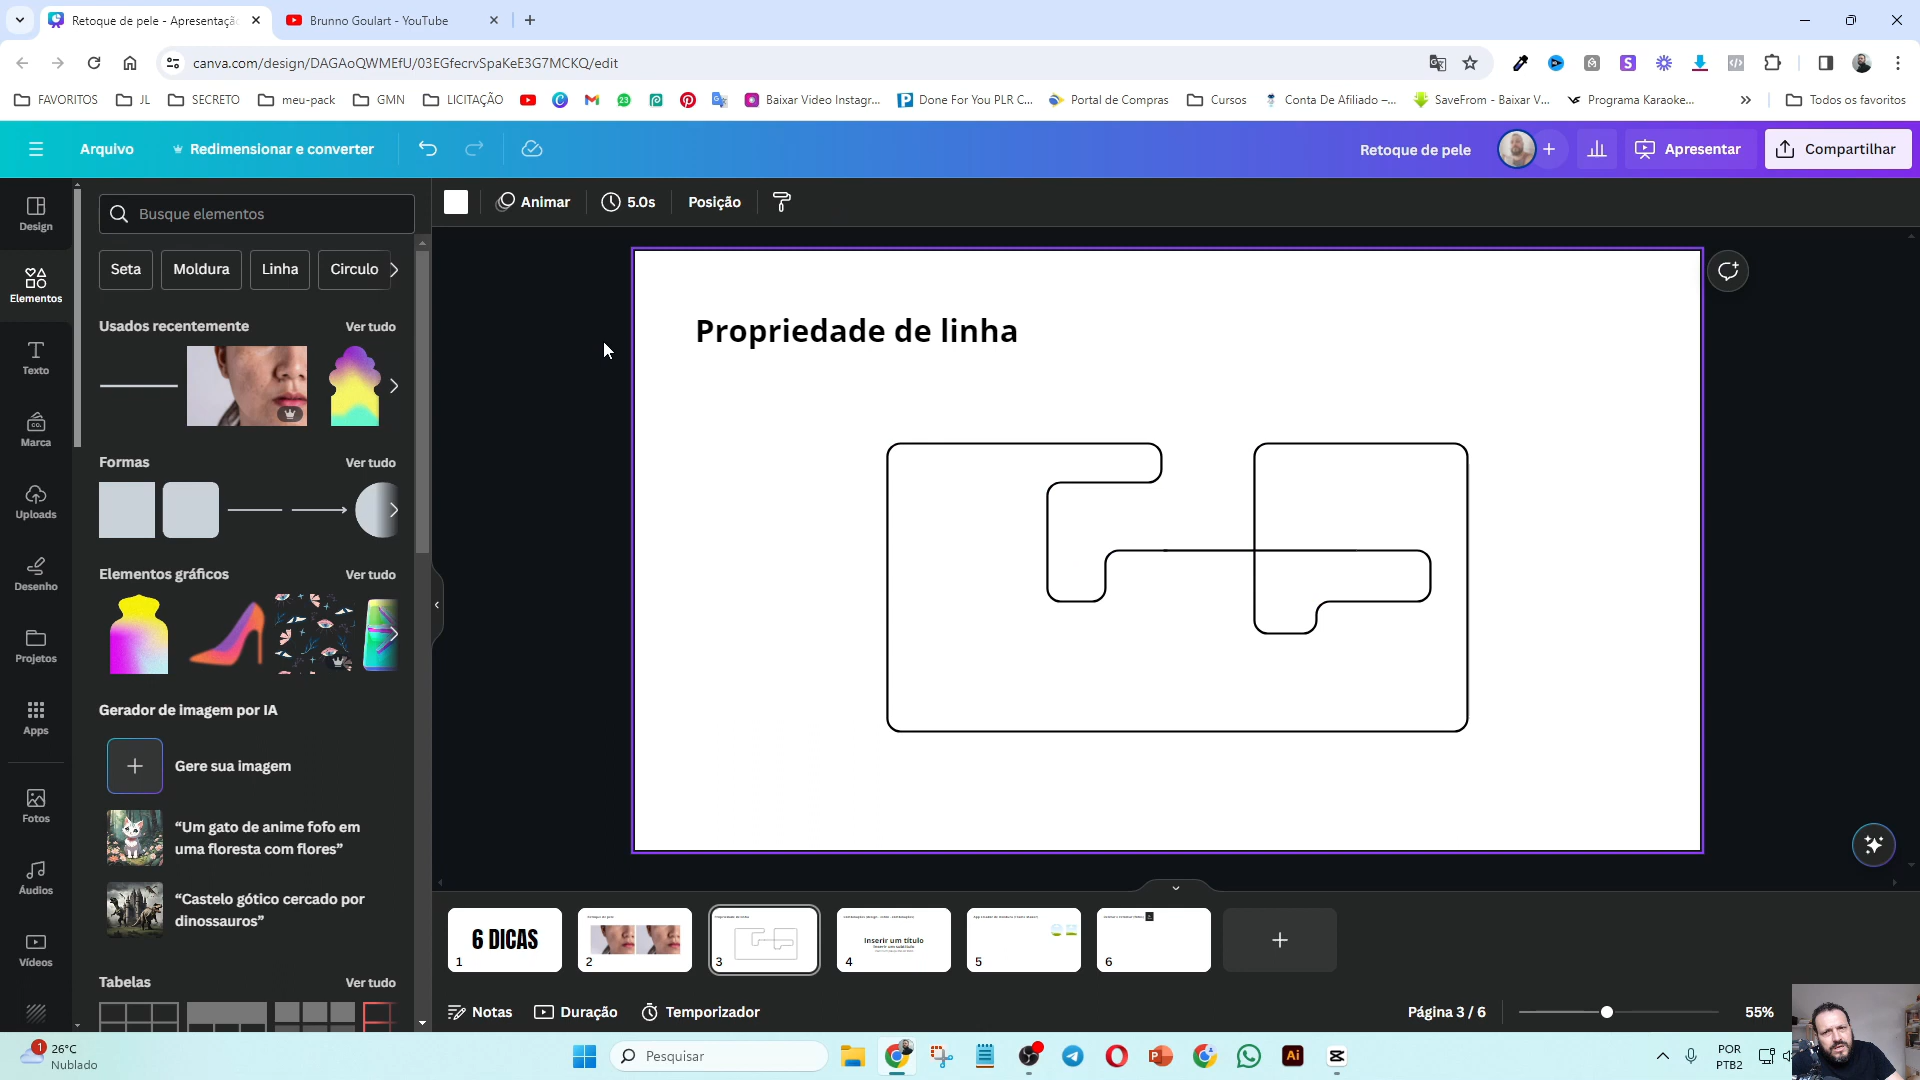 Retoque de pele - Apresentação
Brunno Goulart - YouTube
canva.com/design/DAGAoQWMEfU/03EGfecrvSpaKeE3G7MCKQ/edit
FAVORITOS
JL
SECRETO
meu-pack
GMN
LICITAÇÃO
Baixar Video Instagr...
Done For You PLR C...
Portal de Compras
Cursos
Conta De Afiliado –...
SaveFrom - Baixar V...
Programa Karaoke...
Todos os favoritos
Arquivo
Redimensionar e converter
Retoque de pele
Apresentar
Compartilhar
Design
Elementos
Texto
Marca
Uploads
Desenho
Projetos
Apps
Fotos
Áudios
Vídeos
Busque elementos
Seta
Moldura
Linha
Circulo
Usados recentemente
Ver tudo
Formas
Ver tudo
Elementos gráficos
Ver tudo
Gerador de imagem por IA
Gere sua imagem
“Um gato de anime fofo em
uma floresta com flores”
“Castelo gótico cercado por
dinossauros”
Tabelas
Ver tudo
Animar
5.0s
Posição
Propriedade de linha
6 DICAS
1
2
3
Inserir um título
4
5
6
Notas
Duração
Temporizador
Página 3 / 6
55%
1
26°C
Nublado
Pesquisar
Ai
POR
PTB2